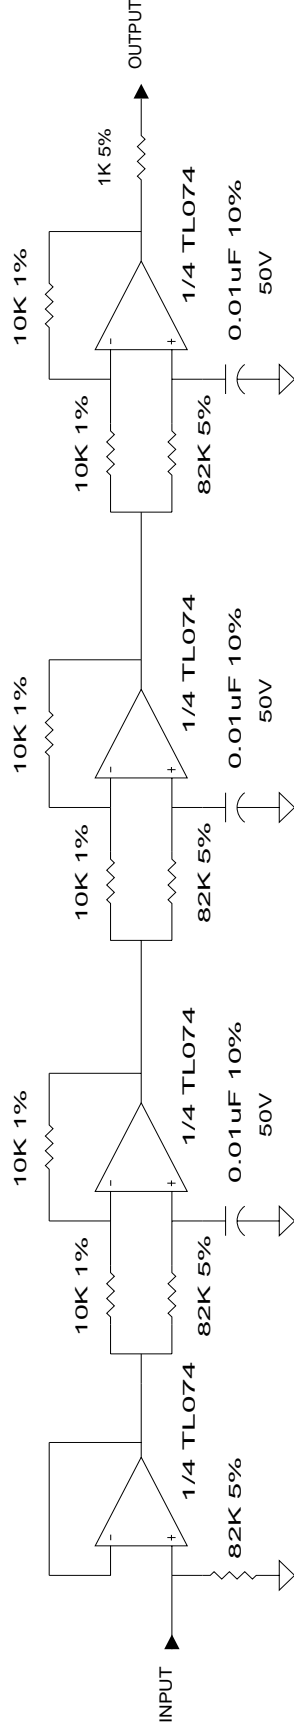 INPUT
82K 5%
1/4 TL074
10K 1%
10K 1%
82K 5%
1/4 TL074
0.01uF 10%
50V
10K 1%
10K 1%
82K 5%
1/4 TL074
0.01uF 10%
50V
10K 1%
10K 1%
82K 5%
1/4 TL074
0.01uF 10%
50V
1K 5%
OUTPUT